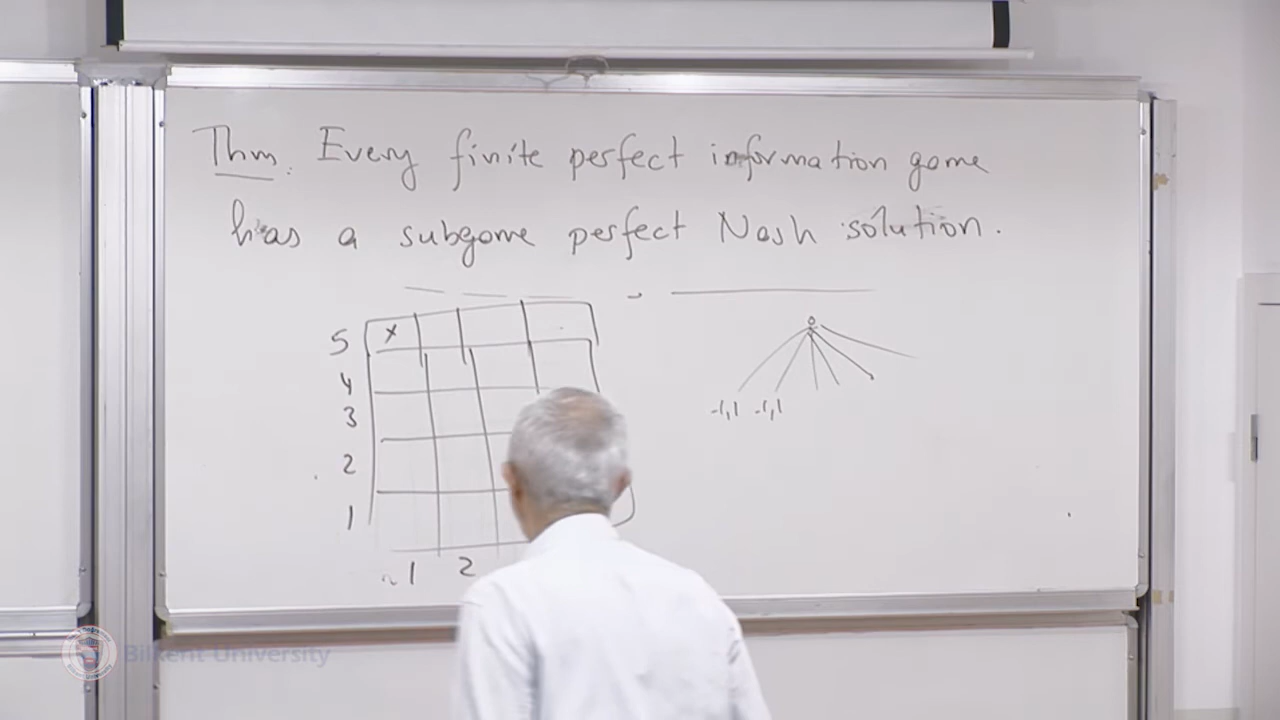 Thm. Every finite perfect information game
has a subgame perfect Nash solution.
5 x
4
3
2
1
1 2
0
-1,1 -1,1
Bilkent University